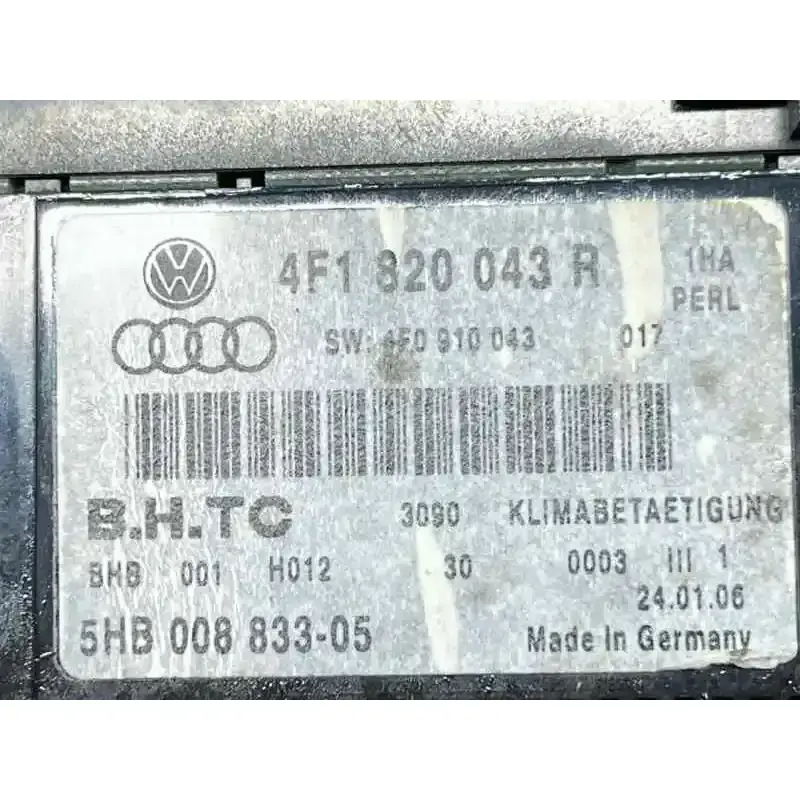 VW
4F1 820 043 R 1HA
PERL
SW: 4F0 910 043 017
B.H.TC 3090 KLIMABETAETIGUNG
BHB 001 H012 30 0003 III 1
24.01.06
5HB 008 833-05 Made In Germany